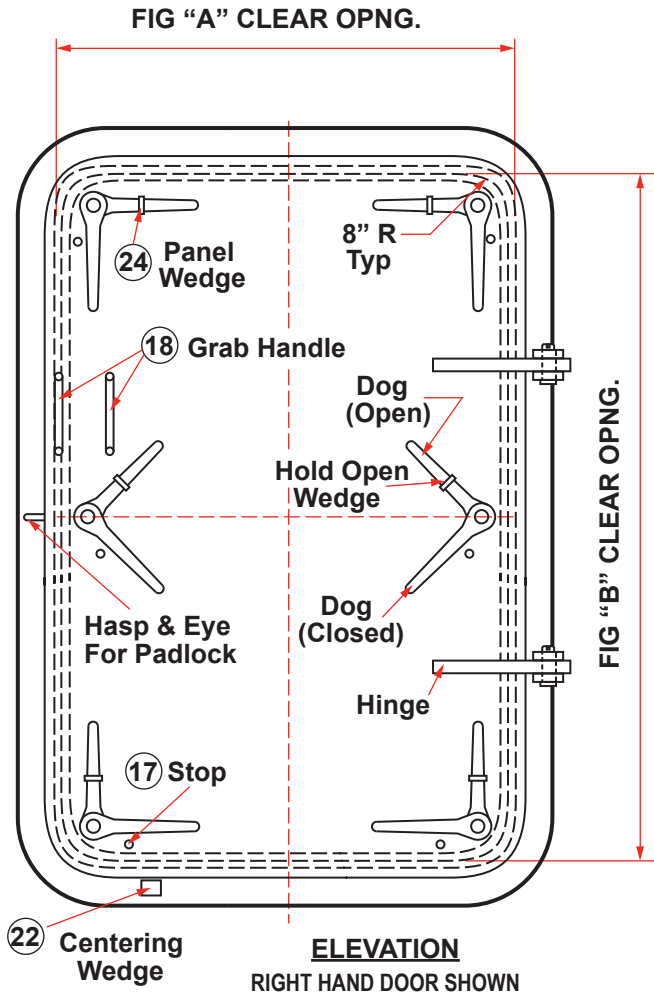 FIG “A” CLEAR OPNG.
8” R
Typ
24 Panel
Wedge
18 Grab Handle
Dog
(Open)
Hold Open
Wedge
FIG “B” CLEAR OPNG.
Hasp & Eye
For Padlock
Dog
(Closed)
Hinge
17 Stop
22 Centering
Wedge
ELEVATION
RIGHT HAND DOOR SHOWN